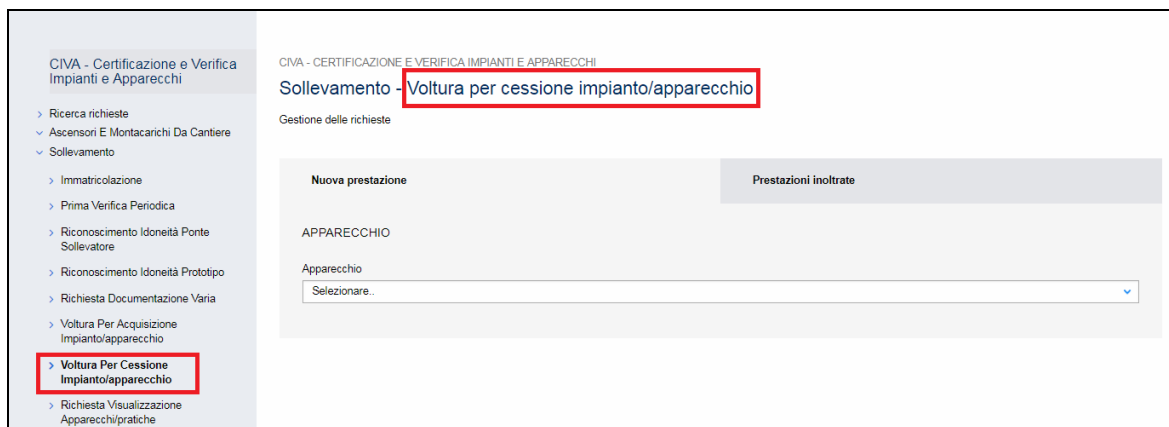 CIVA - Certificazione e Verifica
Impianti e Apparecchi
> Ricerca richieste
Ascensori E Montacarichi Da Cantiere
Sollevamento
> Immatricolazione
> Prima Verifica Periodica
> Riconoscimento Idoneità Ponte
Sollevatore
> Riconoscimento Idoneità Prototipo
> Richiesta Documentazione Varia
> Voltura Per Acquisizione
Impianto/apparecchio
> Voltura Per Cessione
Impianto/apparecchio
> Richiesta Visualizzazione
Apparecchi/pratiche
CIVA - CERTIFICAZIONE E VERIFICA IMPIANTI E APPARECCHI
Sollevamento - Voltura per cessione impianto/apparecchio
Gestione delle richieste
Nuova prestazione
Prestazioni inoltrate
APPARECCHIO
Apparecchio
Selezionare..